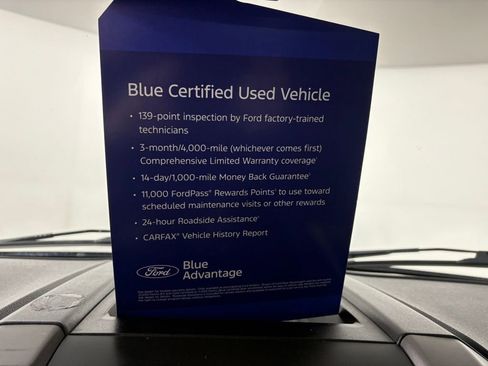 Blue Certified Used Vehicle
• 139-point inspection by Ford factory-trained
technicians
• 3-month/4,000-mile (whichever comes first)
Comprehensive Limited Warranty coverage*
• 14-day/1,000-mile Money Back Guarantee*
• 11,000 FordPass® Rewards Points* to use toward
scheduled maintenance visits or other rewards
• 24-hour Roadside Assistance*
• CARFAX® Vehicle History Report
Ford
Blue
Advantage